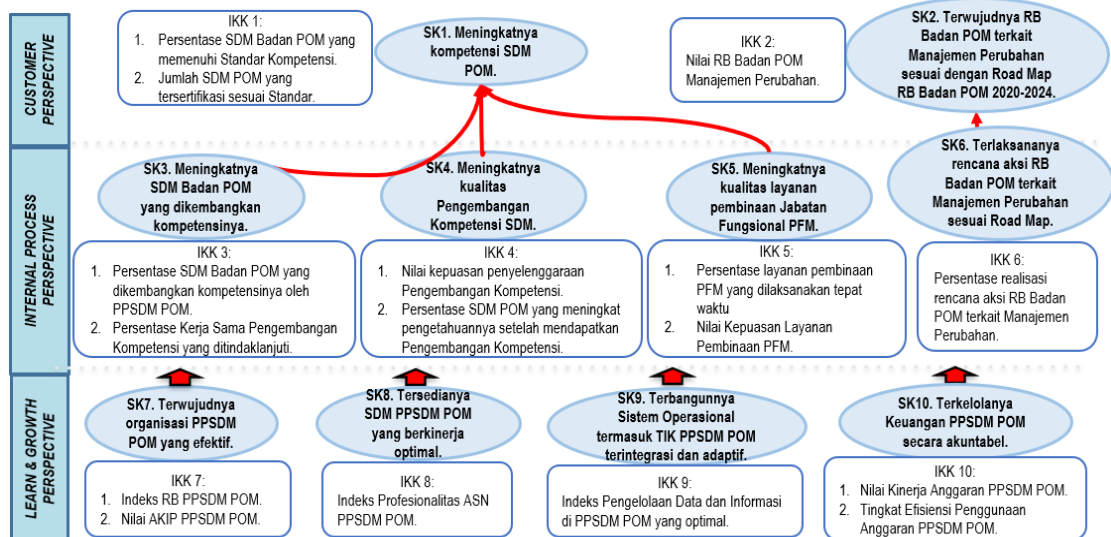 CUSTOMER
PERSPECTIVE
IKK 1:
1. Persentase SDM Badan POM yang
memenuhi Standar Kompetensi.
2. Jumlah SDM POM yang
tersertifikasi sesuai Standar.
SK1. Meningkatnya
kompetensi SDM
POM.
IKK 2:
Nilai RB Badan POM
Manajemen Perubahan.
SK2. Terwujudnya RB
Badan POM terkait
Manajemen Perubahan
sesuai dengan Road Map
RB Badan POM 2020-2024.
INTERNAL PROCESS
PERSPECTIVE
SK3. Meningkatnya
SDM Badan POM
yang dikembangkan
kompetensinya.
SK4. Meningkatnya
kualitas
Pengembangan
Kompetensi SDM.
SK5. Meningkatnya
kualitas layanan
pembinaan Jabatan
Fungsional PFM.
SK6. Terlaksananya
rencana aksi RB
Badan POM terkait
Manajemen Perubahan
sesuai Road Map.
IKK 3:
1. Persentase SDM Badan POM yang
dikembangkan kompetensinya oleh
PPSDM POM.
2. Persentase Kerja Sama Pengembangan
Kompetensi yang ditindaklanjuti.
IKK 4:
1. Nilai kepuasan penyelenggaraan
Pengembangan Kompetensi.
2. Persentase SDM POM yang meningkat
pengetahuannya setelah mendapatkan
Pengembangan Kompetensi.
IKK 5:
1. Persentase layanan pembinaan
PFM yang dilaksanakan tepat
waktu
2. Nilai Kepuasan Layanan
Pembinaan PFM.
IKK 6:
Persentase realisasi
rencana aksi RB Badan
POM terkait Manajemen
Perubahan.
LEARN & GROWTH
PERSPECTIVE
SK7. Terwujudnya
organisasi PPSDM
POM yang efektif.
SK8. Tersedianya
SDM PPSDM POM
yang berkinerja
optimal.
SK9. Terbangunnya
Sistem Operasional
termasuk TIK PPSDM POM
terintegrasi dan adaptif.
SK10. Terkelolanya
Keuangan PPSDM POM
secara akuntabel.
IKK 7:
1. Indeks RB PPSDM POM.
2. Nilai AKIP PPSDM POM.
IKK 8:
Indeks Profesionalitas ASN
PPSDM POM.
IKK 9:
Indeks Pengelolaan Data dan Informasi
di PPSDM POM yang optimal.
IKK 10:
1. Nilai Kinerja Anggaran PPSDM POM.
2. Tingkat Efisiensi Penggunaan
Anggaran PPSDM POM.